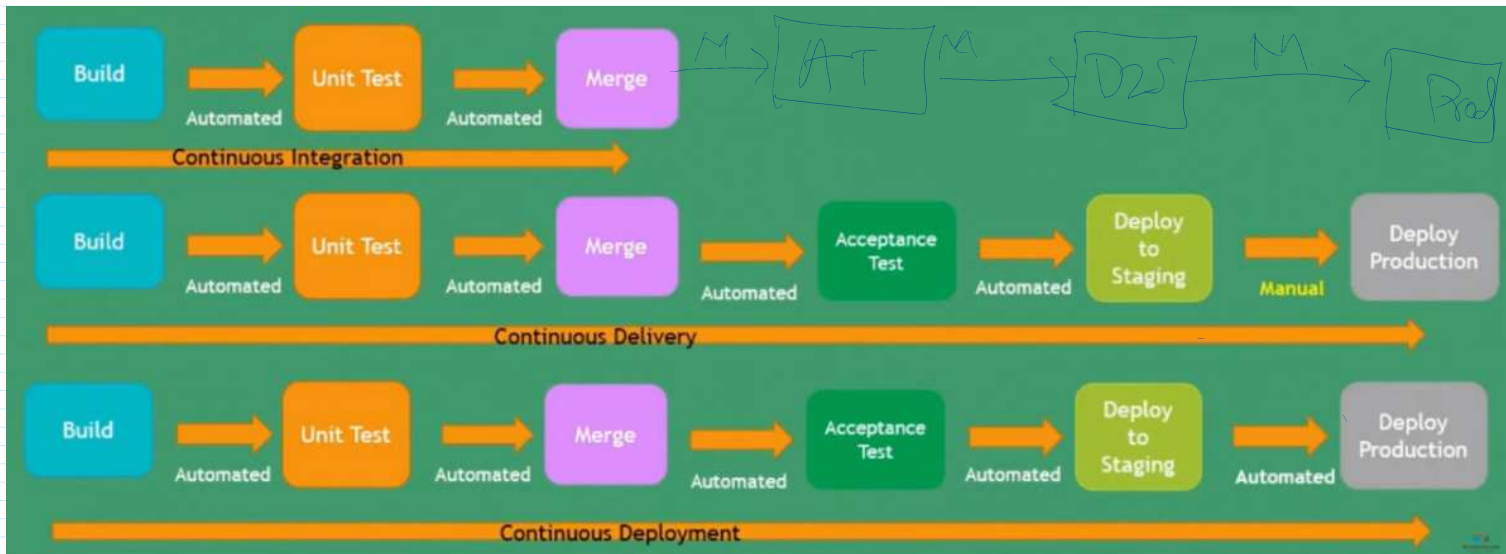 Build
Automated
Unit Test
Automated
Merge
M
AT
M
D2S
M
Prod
Continuous Integration
Build
Automated
Unit Test
Automated
Merge
Automated
Acceptance
Test
Automated
Deploy
to
Staging
Manual
Deploy
Production
Continuous Delivery
Build
Automated
Unit Test
Automated
Merge
Automated
Acceptance
Test
Automated
Deploy
to
Staging
Automated
Deploy
Production
Continuous Deployment